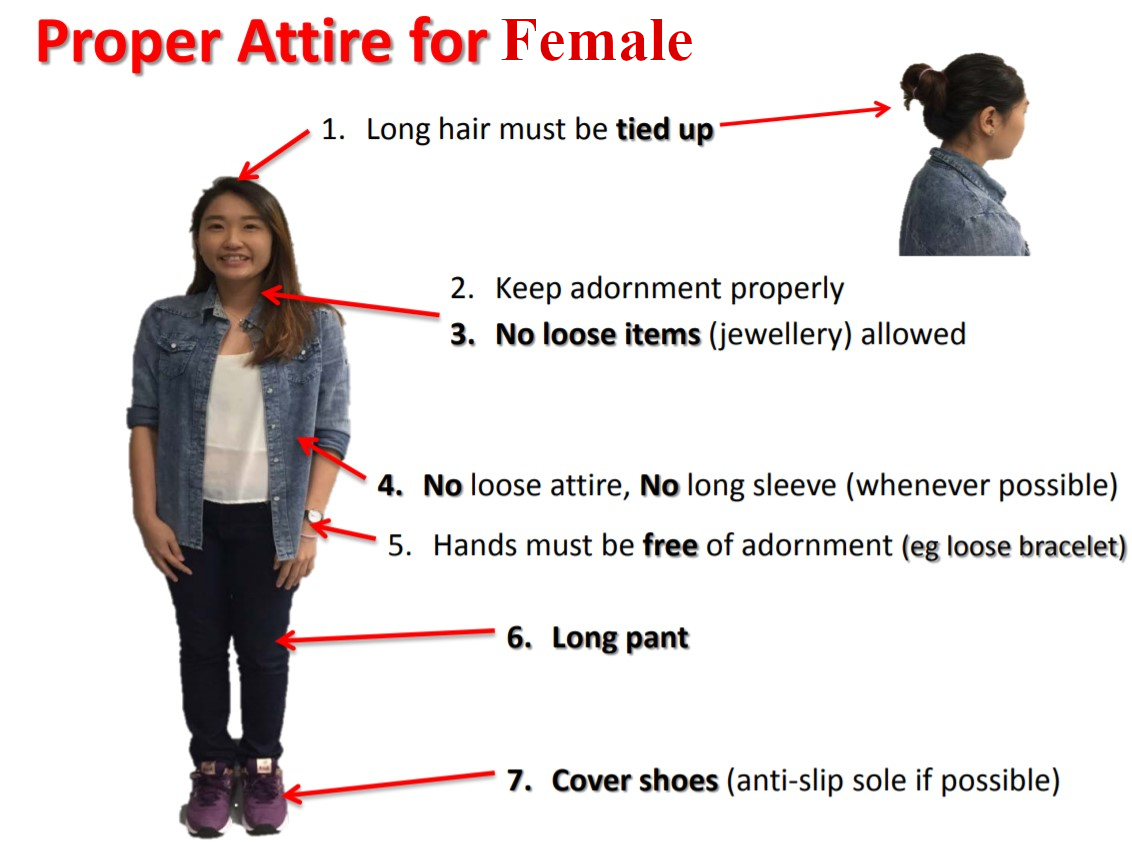 Proper Attire for Female
1. Long hair must be tied up
2. Keep adornment properly
3. No loose items (jewellery) allowed
4. No loose attire, No long sleeve (whenever possible)
5. Hands must be free of adornment (eg loose bracelet)
6. Long pant
7. Cover shoes (anti-slip sole if possible)